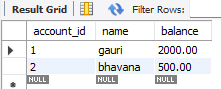 Result Grid Filter Rows:
account_id name balance
1 gauri 2000.00
2 bhavana 500.00
NULL NULL NULL